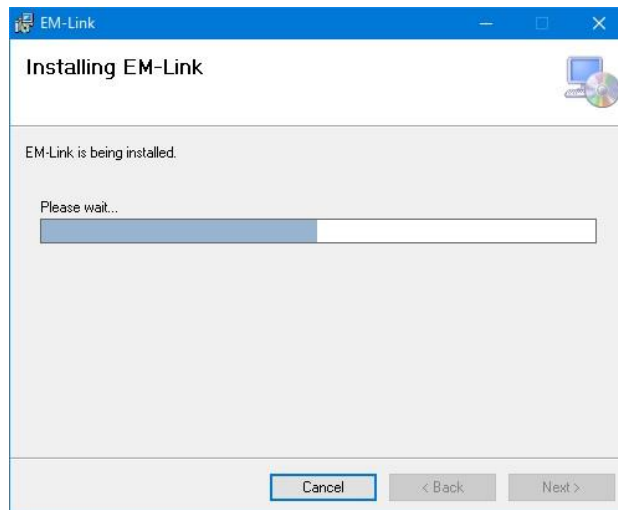 EM-Link
Installing EM-Link
EM-Link is being installed.
Please wait...
Cancel
< Back
Next >